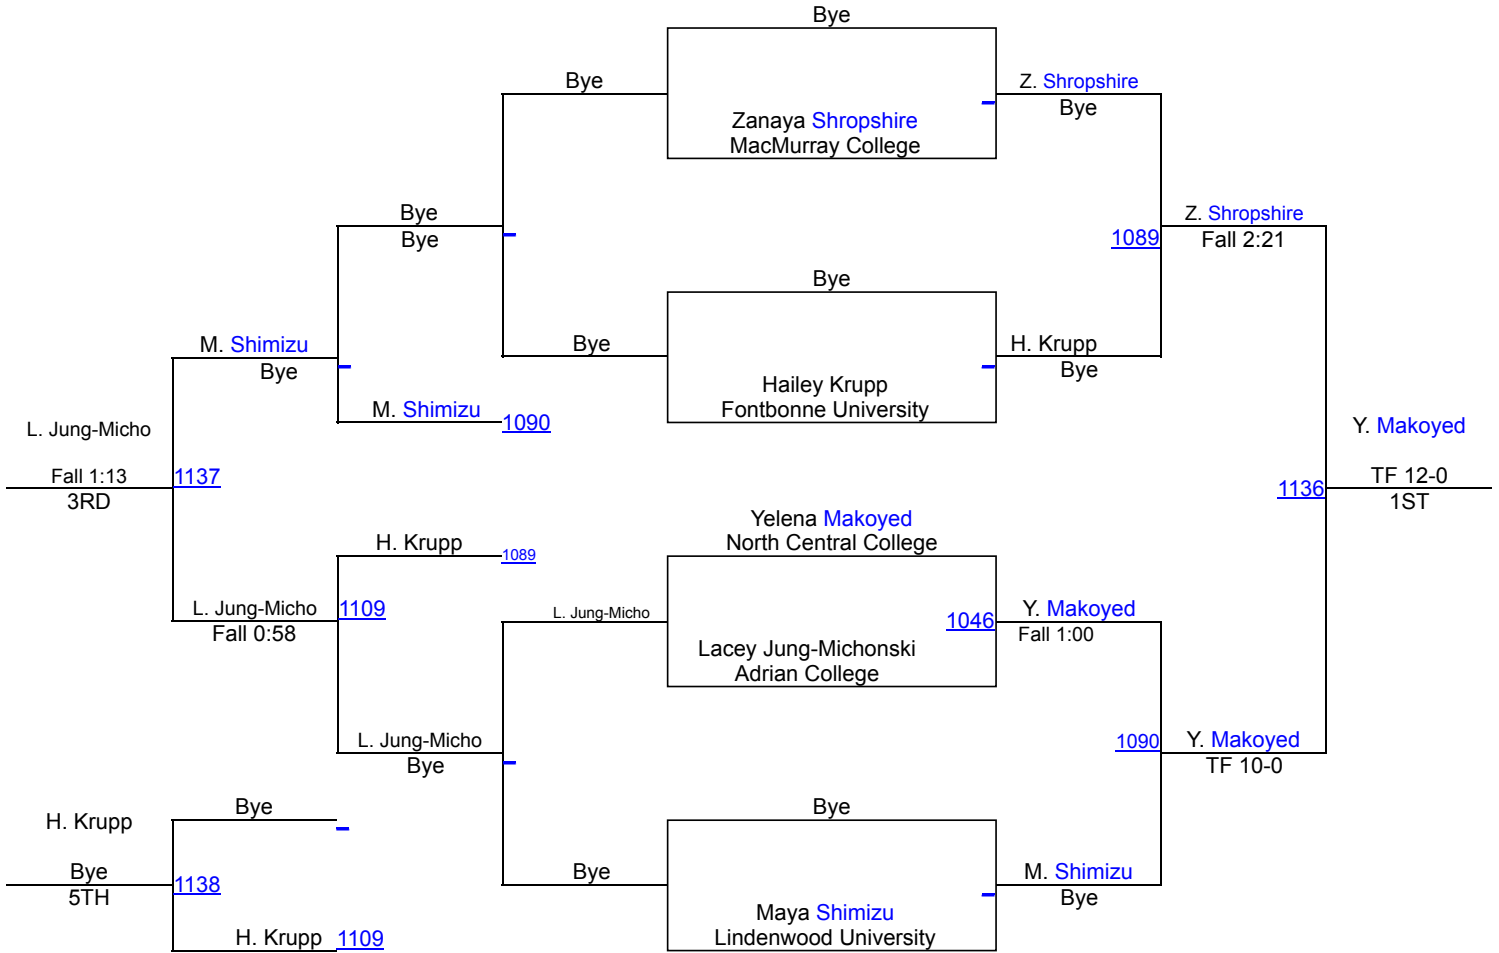 Bye
Bye
Z. Shropshire
Bye
Zanaya Shropshire
MacMurray College
Bye
Bye
Z. Shropshire
Fall 2:21
1089
Bye
Bye
H. Krupp
Bye
Hailey Krupp
Fontbonne University
M. Shimizu
Bye
M. Shimizu
1090
L. Jung-Micho
Fall 1:13
3RD
1137
Y. Makoyed
TF 12-0
1ST
1136
Yelena Makoyed
North Central College
H. Krupp
1089
L. Jung-Micho
Fall 0:58
1109
L. Jung-Micho
1046
Y. Makoyed
Fall 1:00
Lacey Jung-Michonski
Adrian College
L. Jung-Micho
Bye
1090
Y. Makoyed
TF 10-0
Bye
Bye
H. Krupp
Bye
5TH
1138
Bye
M. Shimizu
Bye
Maya Shimizu
Lindenwood University
H. Krupp
1109